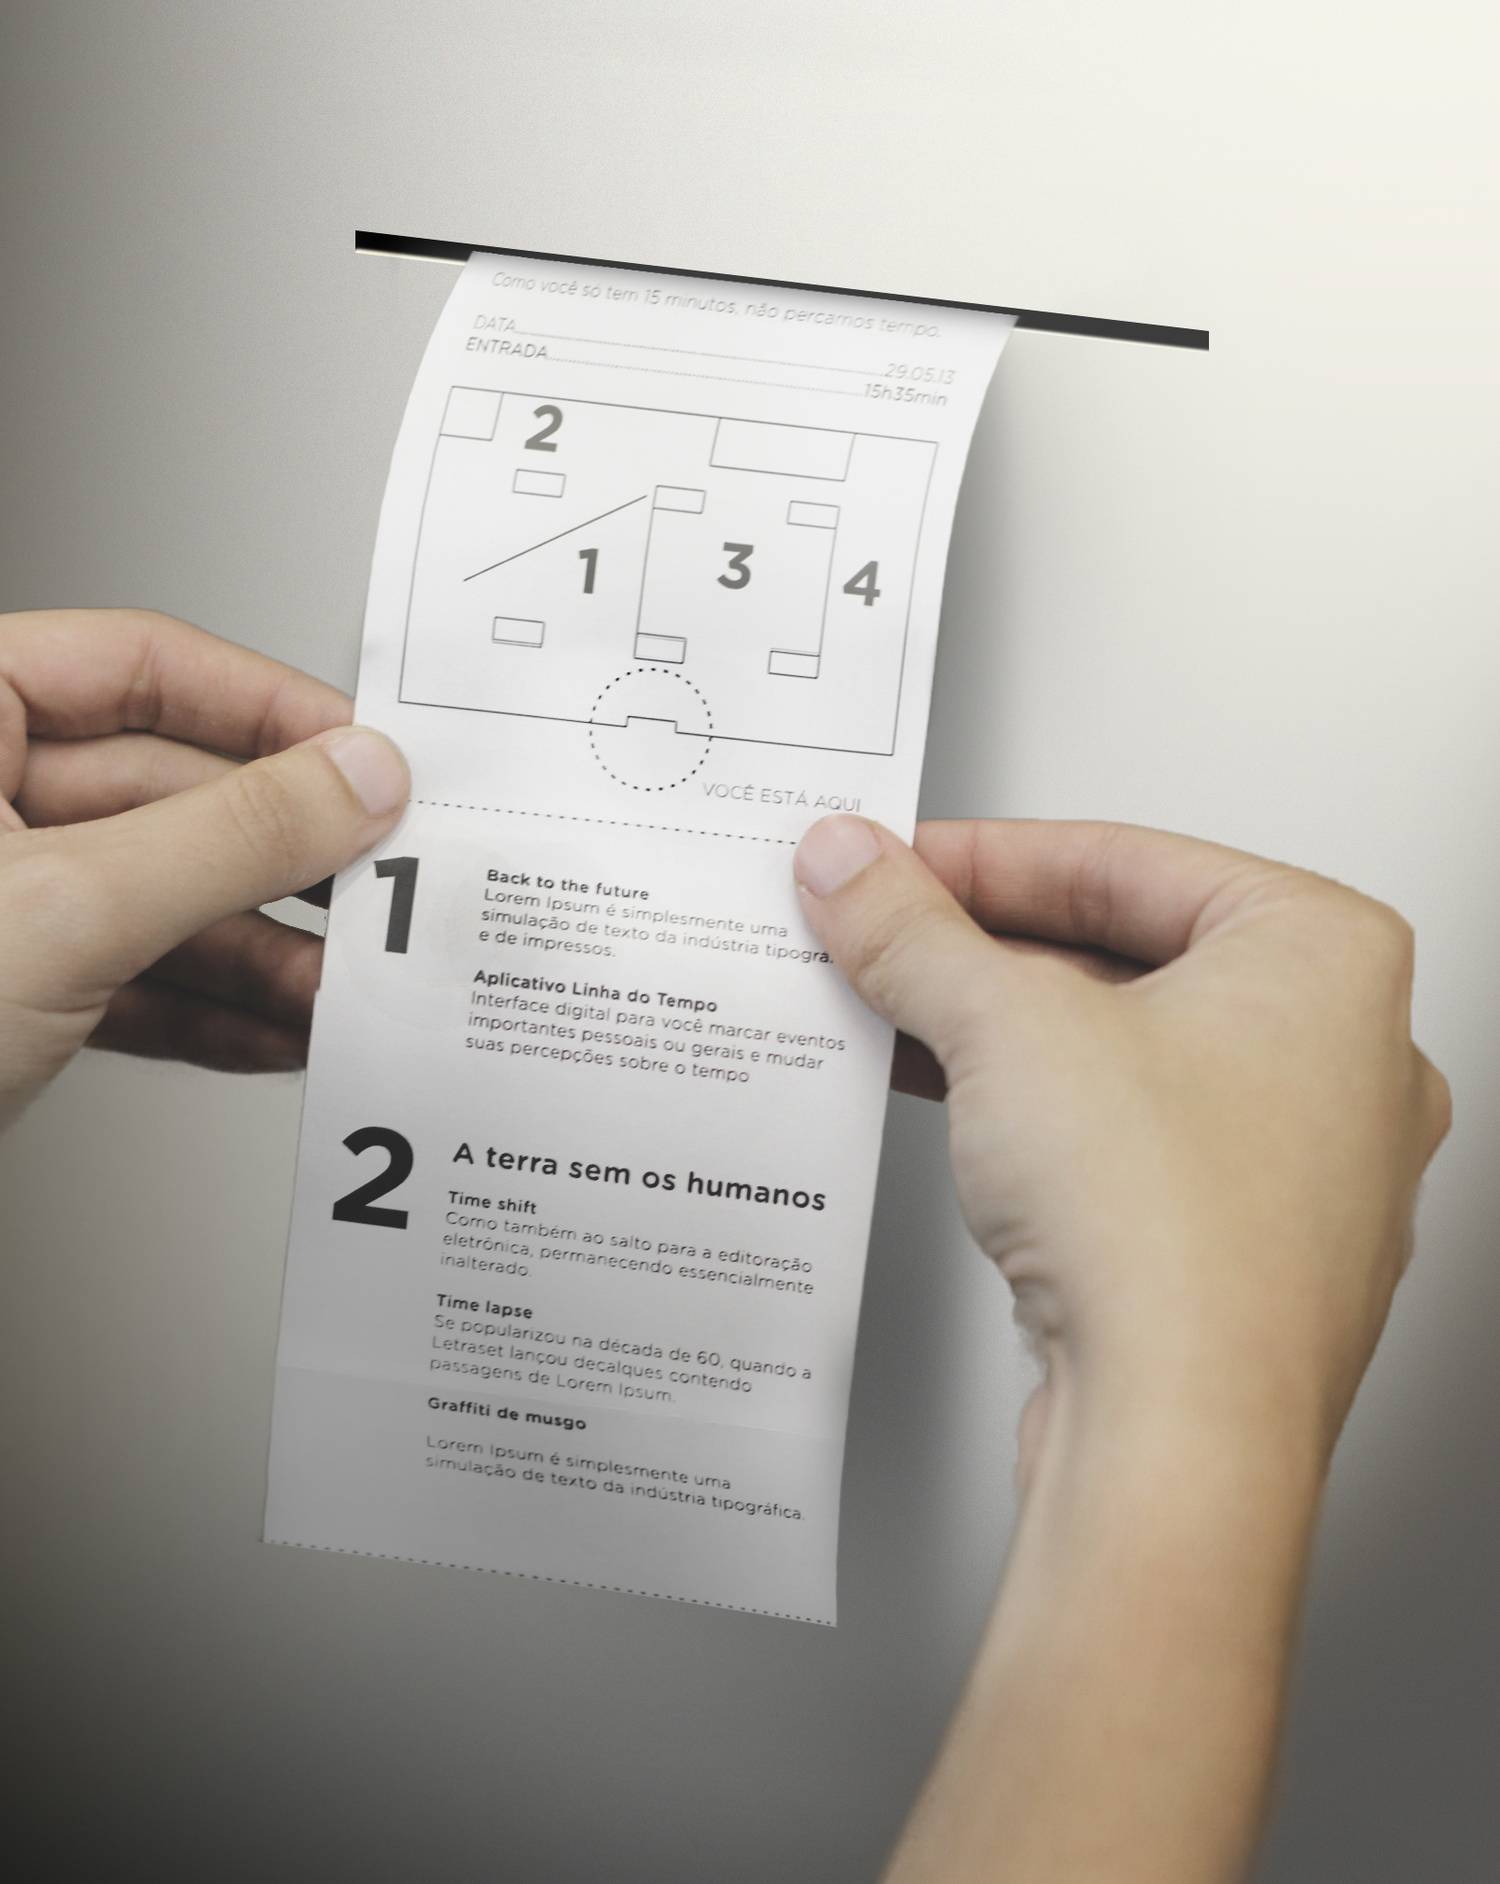 Como você só tem 15 minutos, não percamos tempo.
DATA............29.05.13
ENTRADA............15h35min
2
1
3
4
VOCÊ ESTÁ AQUI
1
Back to the future
Lorem Ipsum é simplesmente uma
simulação de texto da indústria tipogra.
e de impressos.
Aplicativo Linha do Tempo
Interface digital para você marcar eventos
importantes pessoais ou gerais e mudar
suas percepções sobre o tempo
2
A terra sem os humanos
Time shift
Como também ao salto para a editoração
eletrônica, permanecendo essencialmente
inalterado.
Time lapse
Se popularizou na década de 60, quando a
Letraset lançou decalques contendo
passagens de Lorem Ipsum.
Graffiti de musgo
Lorem Ipsum é simplesmente uma
simulação de texto da indústria tipográfica.